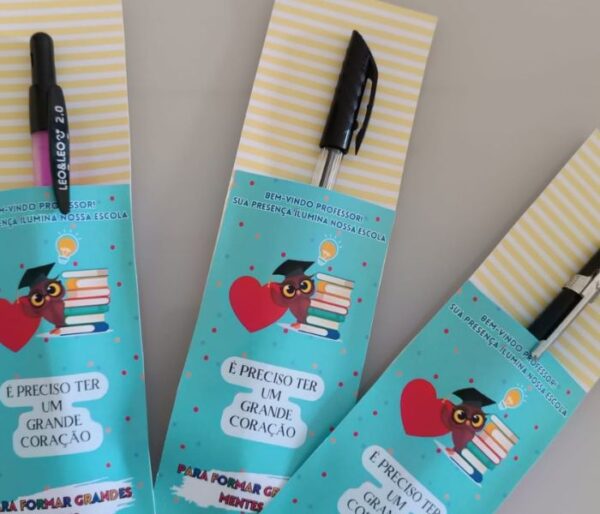 LEO&LEO 2.0
BEM-VINDO PROFESSOR!
PRESENÇA ILUMINA NOSSA ESCOLA
É PRECISO TER
UM
GRANDE
CORAÇÃO
PARA FORMAR GRANDES
BEM-VINDO PROFESSOR!
SUA PRESENÇA ILUMINA NOSSA ESCOLA
É PRECISO TER
UM
GRANDE
CORAÇÃO
PARA FORMAR
MENTES
BEM-VINDO PROFESSOR!
SUA PRESENÇA ILUMINA NOSSA ESCOLA
É PRECISO TER
UM
GRANDE